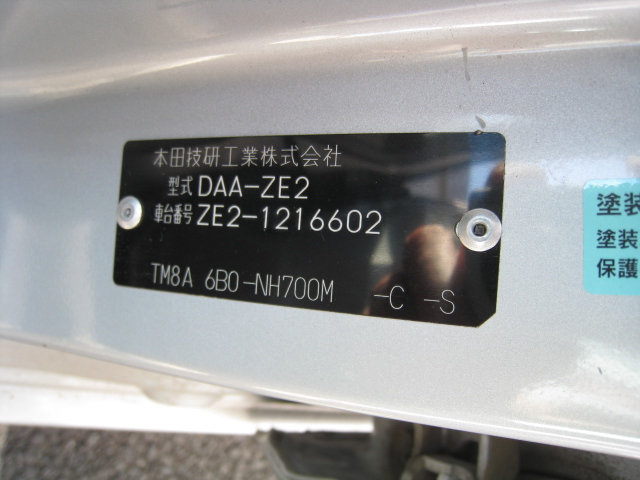 本田技研工業株式会社
型式 DAA-ZE2
車台番号 ZE2-1216602
TM8A 6B0-NH700M -C -S
塗装
塗装
保護